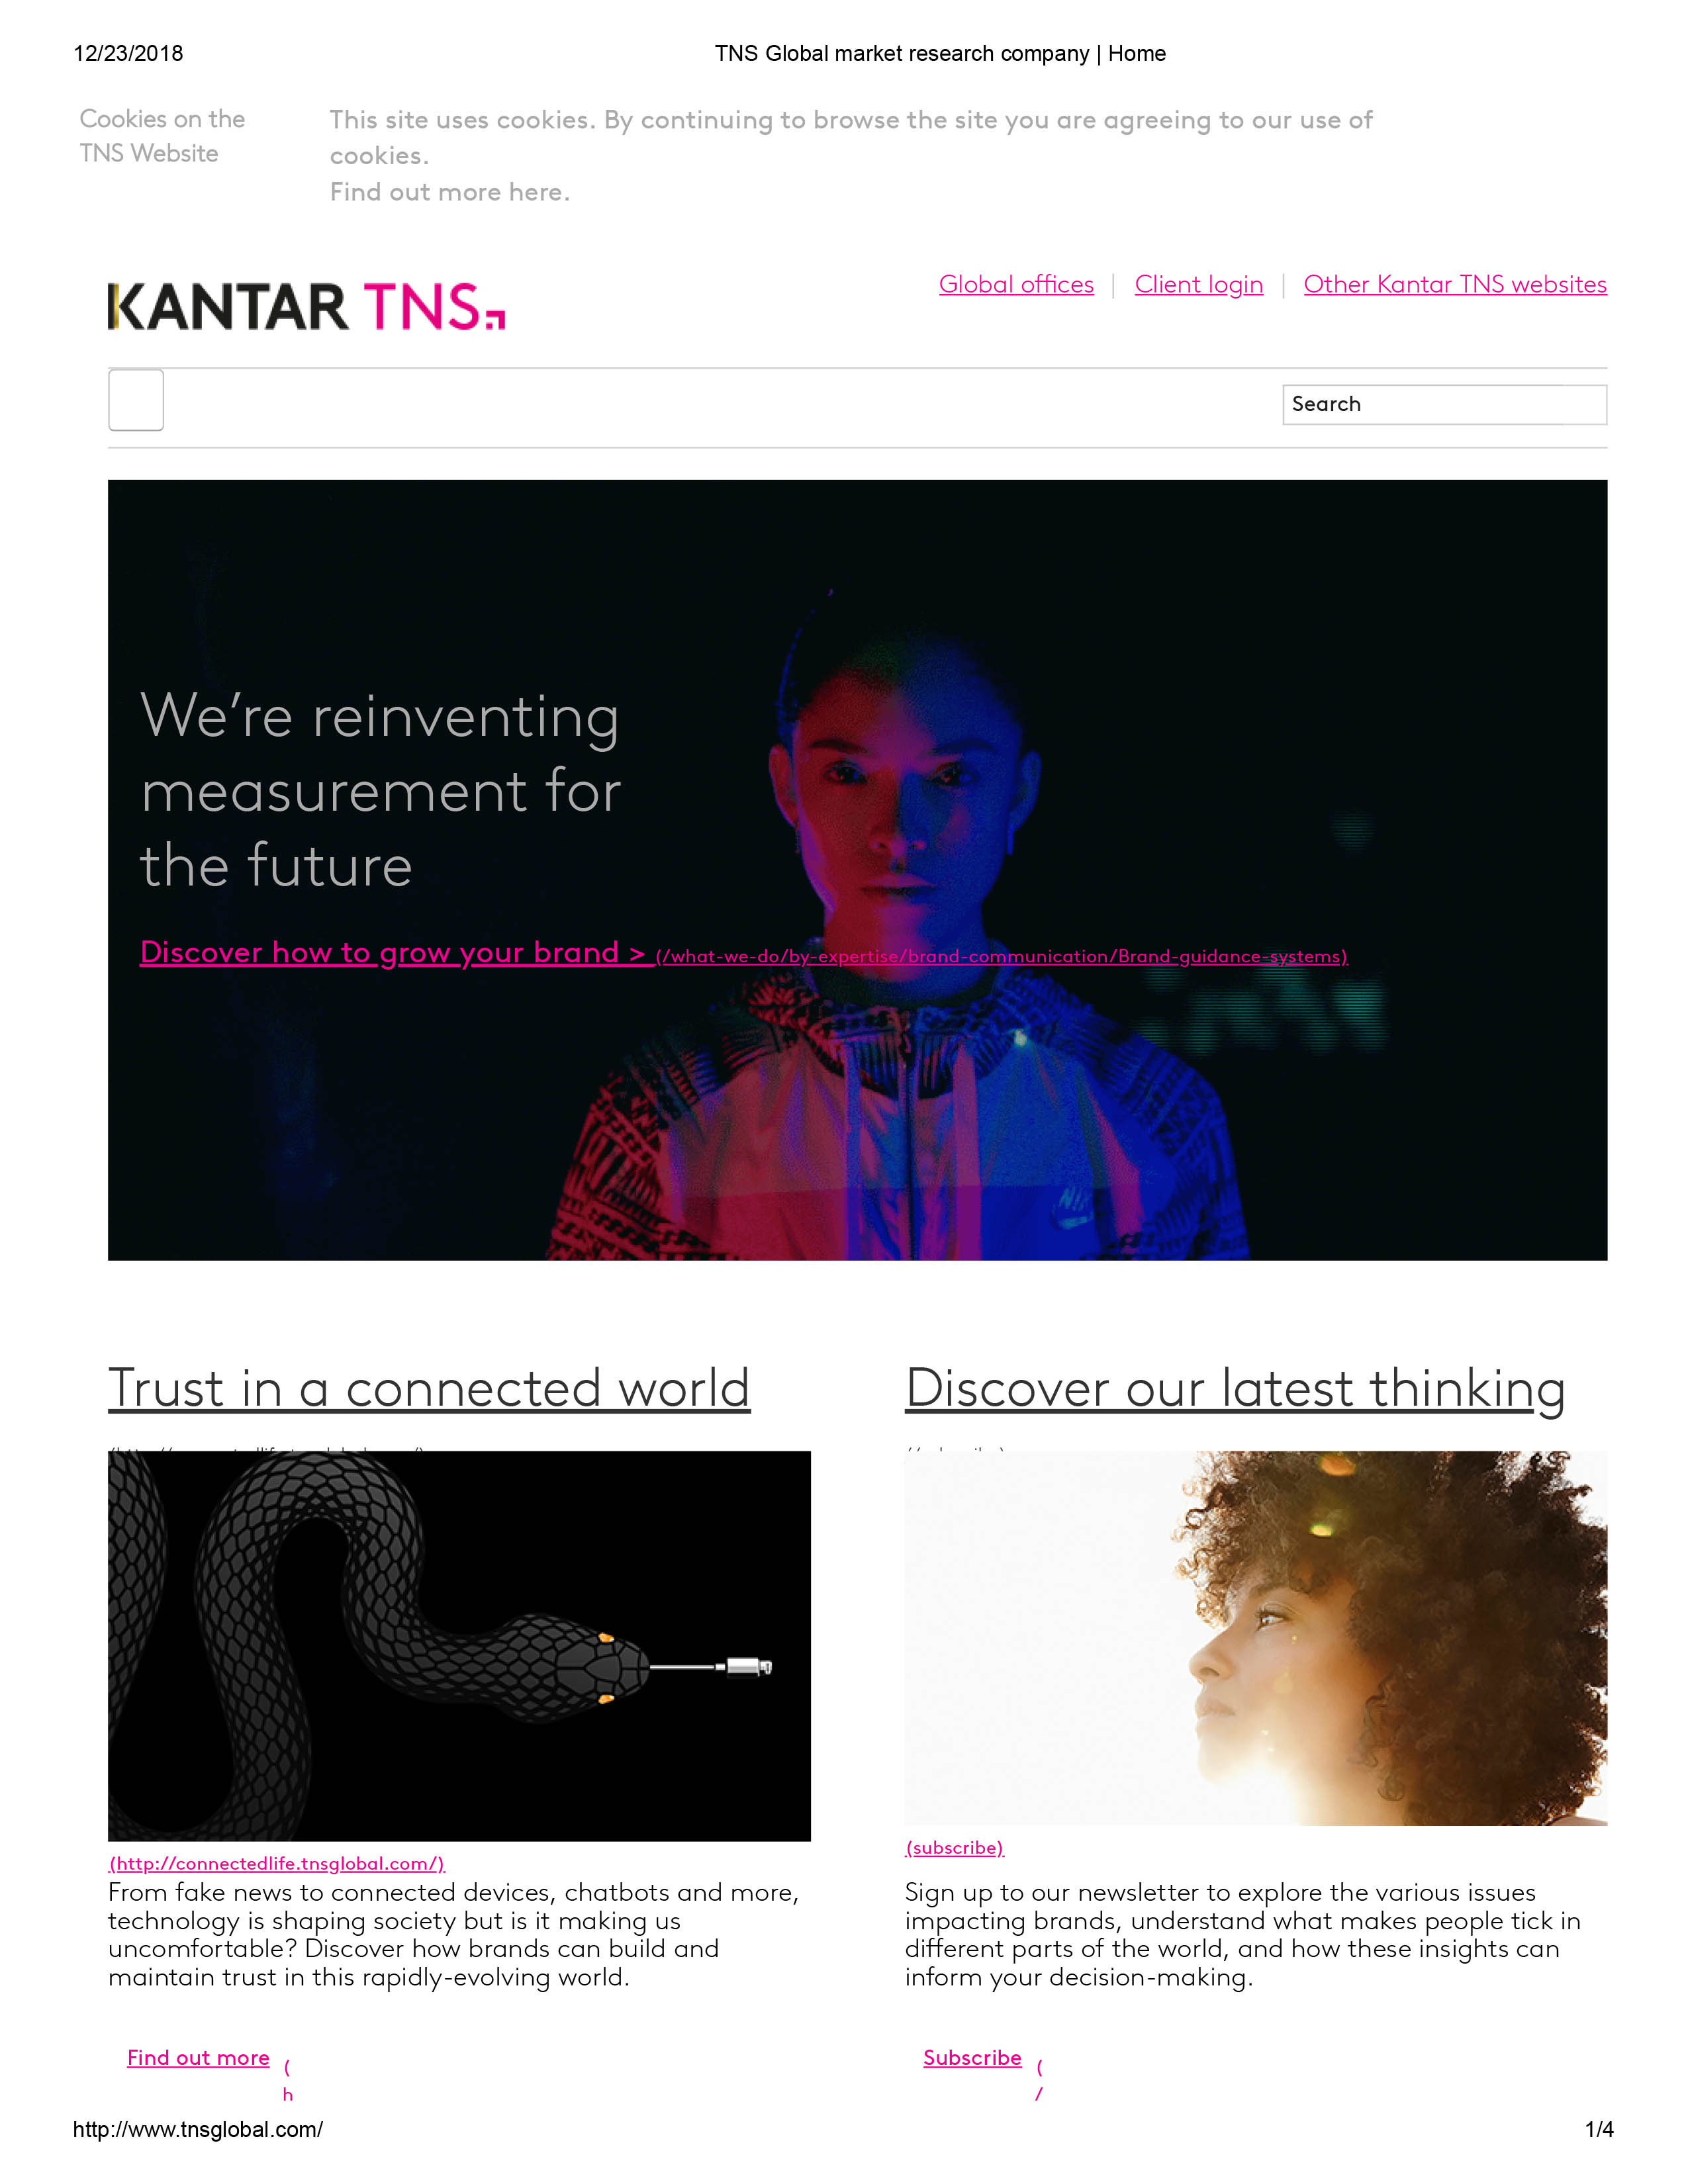 12/23/2018 TNS Global market research company | Home
Cookies on the
TNS Website
This site uses cookies. By continuing to browse the site you are agreeing to our use of
cookies.
Find out more here.
KANTAR TNS
Global offices | Client login | Other Kantar TNS websites
Search
We're reinventing
measurement for
the future
Discover how to grow your brand > (/what-we-do/by-expertise/brand-communication/Brand-guidance-systems)
Trust in a connected world
(http://connectedlife.tnsglobal.com/)
From fake news to connected devices, chatbots and more,
technology is shaping society but is it making us
uncomfortable? Discover how brands can build and
maintain trust in this rapidly-evolving world.
Find out more (
h
Discover our latest thinking
(subscribe)
Sign up to our newsletter to explore the various issues
impacting brands, understand what makes people tick in
different parts of the world, and how these insights can
inform your decision-making.
Subscribe (
/
http://www.tnsglobal.com/ 1/4